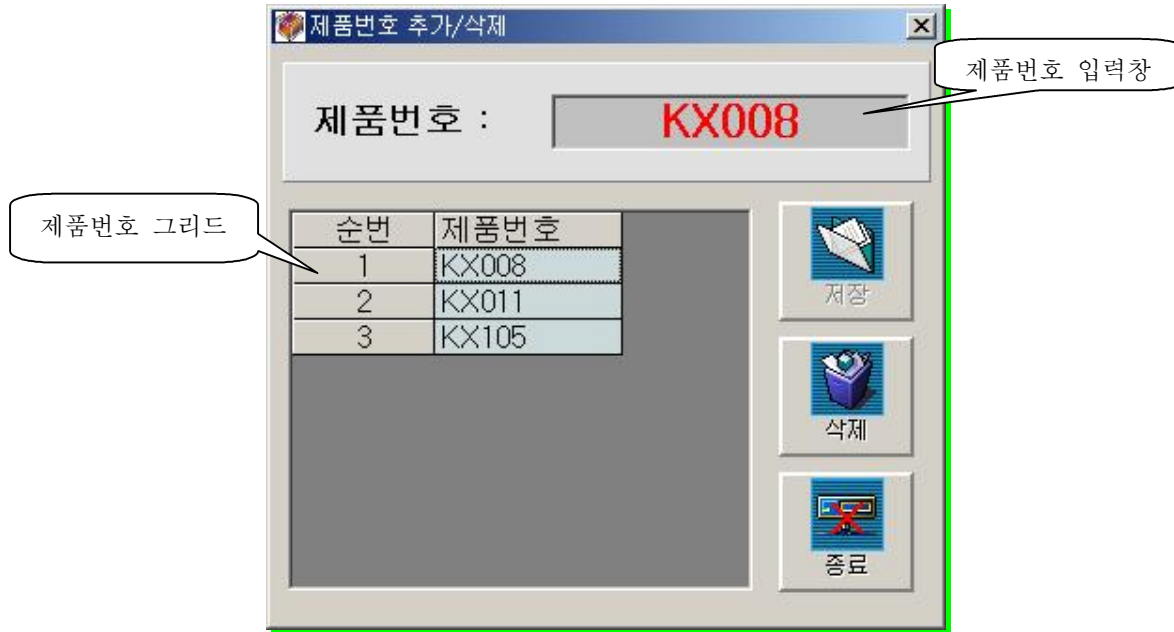 제품번호 추가/삭제
제품번호 입력창
제품번호 :
KX008
제품번호 그리드
순번 제품번호
1 KX008
2 KX011
3 KX105
저장
삭제
종료